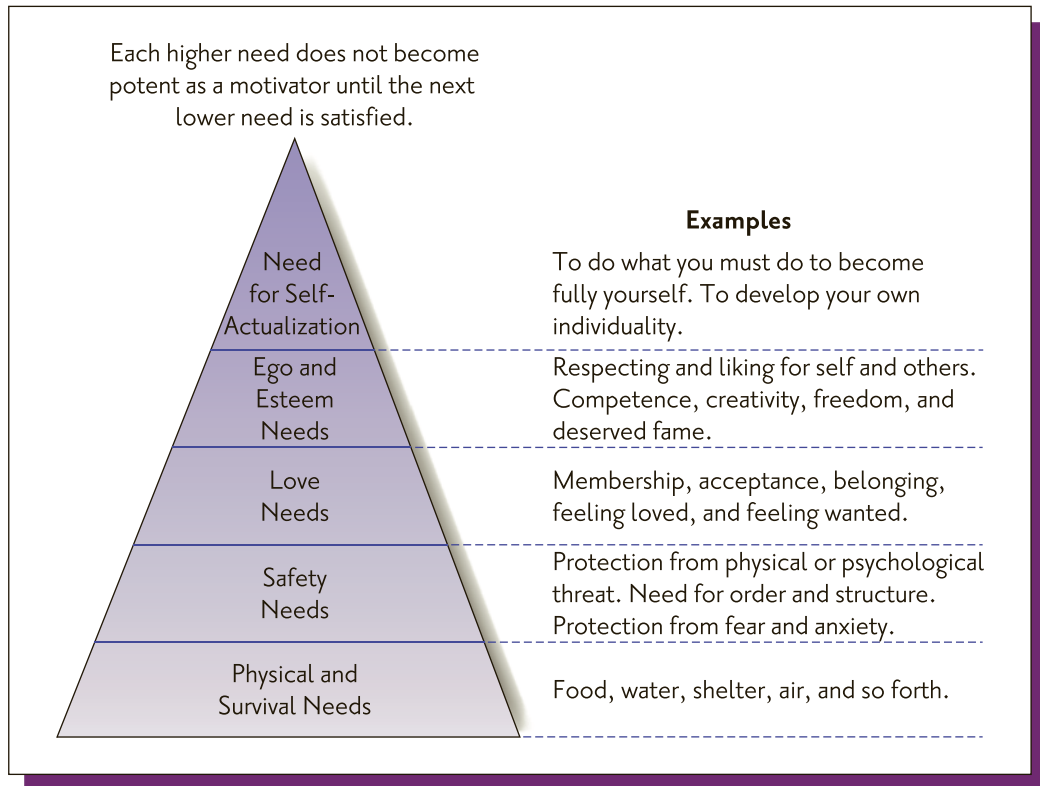 Each higher need does not become
potent as a motivator until the next
lower need is satisfied.
Examples
Need
for Self-
Actualization
To do what you must do to become
fully yourself. To develop your own
individuality.
Ego and
Esteem
Needs
Respecting and liking for self and others.
Competence, creativity, freedom, and
deserved fame.
Love
Needs
Membership, acceptance, belonging,
feeling loved, and feeling wanted.
Safety
Needs
Protection from physical or psychological
threat. Need for order and structure.
Protection from fear and anxiety.
Physical and
Survival Needs
Food, water, shelter, air, and so forth.